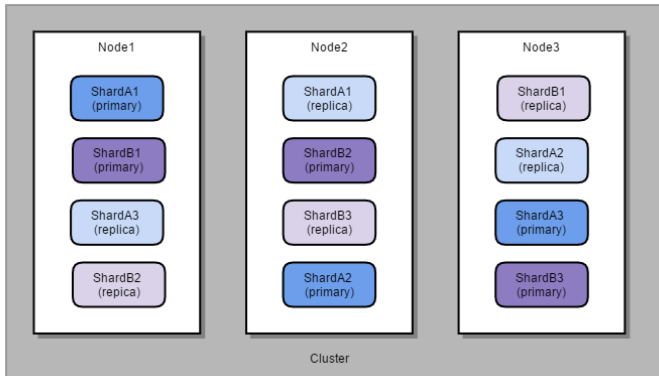 Node1
ShardA1
(primary)
ShardB1
(primary)
ShardA3
(replica)
ShardB2
(repica)
Node2
ShardA1
(replica)
ShardB2
(primary)
ShardB3
(replica)
ShardA2
(primary)
Node3
ShardB1
(replica)
ShardA2
(replica)
ShardA3
(primary)
ShardB3
(primary)
Cluster